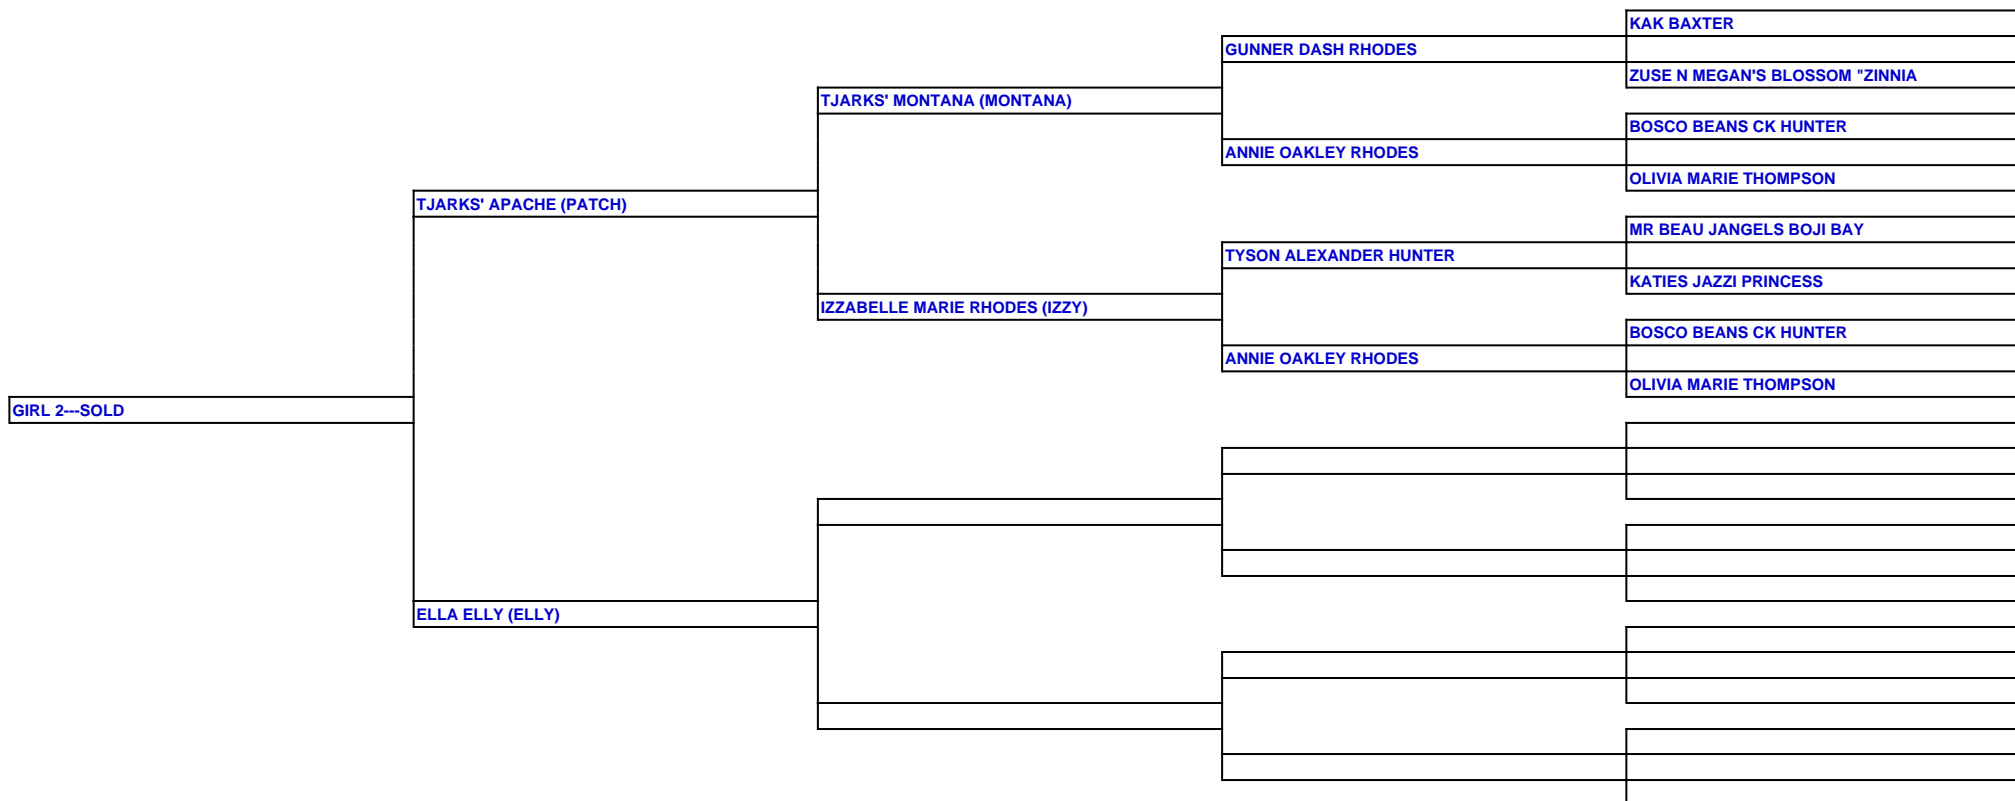 KAK BAXTER
GUNNER DASH RHODES
ZUSE N MEGAN'S BLOSSOM "ZINNIA
TJARKS' MONTANA (MONTANA)
BOSCO BEANS CK HUNTER
ANNIE OAKLEY RHODES
OLIVIA MARIE THOMPSON
TJARKS' APACHE (PATCH)
MR BEAU JANGELS BOJI BAY
TYSON ALEXANDER HUNTER
KATIES JAZZI PRINCESS
IZZABELLE MARIE RHODES (IZZY)
BOSCO BEANS CK HUNTER
ANNIE OAKLEY RHODES
OLIVIA MARIE THOMPSON
GIRL 2---SOLD
ELLA ELLY (ELLY)